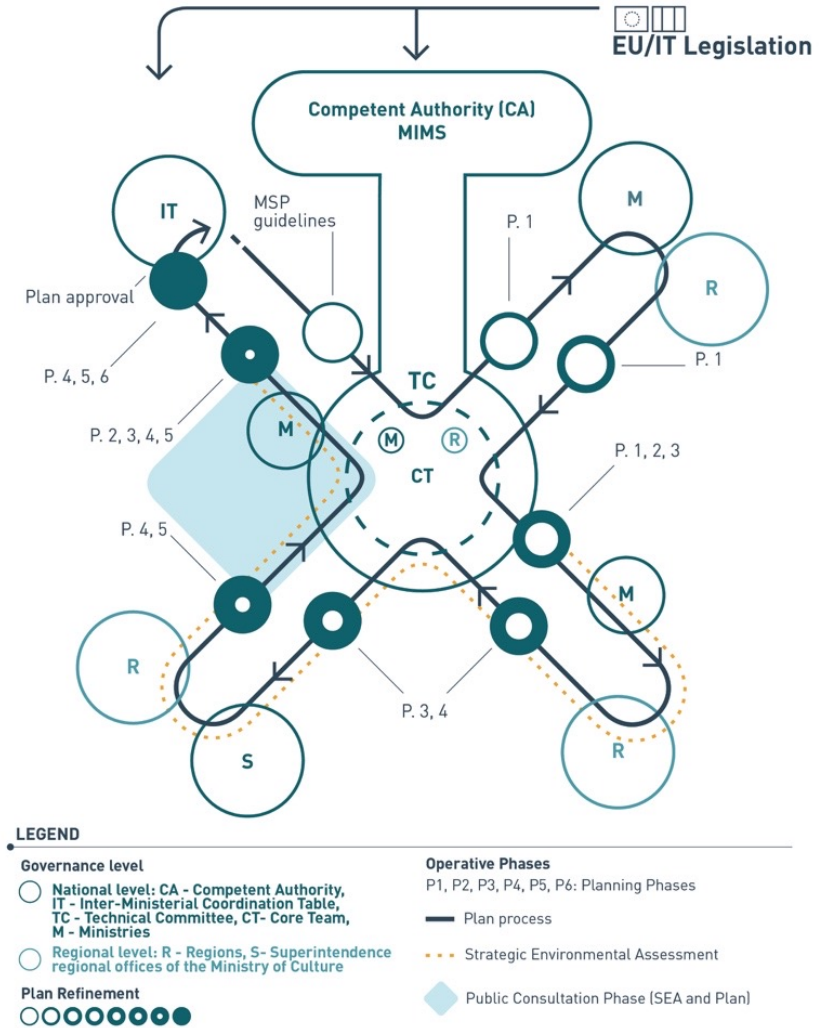 EU/IT Legislation
Competent Authority (CA)
MIMS
IT
MSP
guidelines
P. 1
M
R
Plan approval
P. 1
TC
P. 4, 5, 6
M
R
M
P. 2, 3, 4, 5
CT
P. 1, 2, 3
P. 4, 5
M
R
P. 3, 4
R
S
LEGEND
Governance level
National level: CA - Competent Authority,
IT - Inter-Ministerial Coordination Table,
TC - Technical Committee, CT- Core Team,
M - Ministries
Regional level: R - Regions, S- Superintendence
regional offices of the Ministry of Culture
Plan Refinement
Operative Phases
P1, P2, P3, P4, P5, P6: Planning Phases
Plan process
Strategic Environmental Assessment
Public Consultation Phase (SEA and Plan)